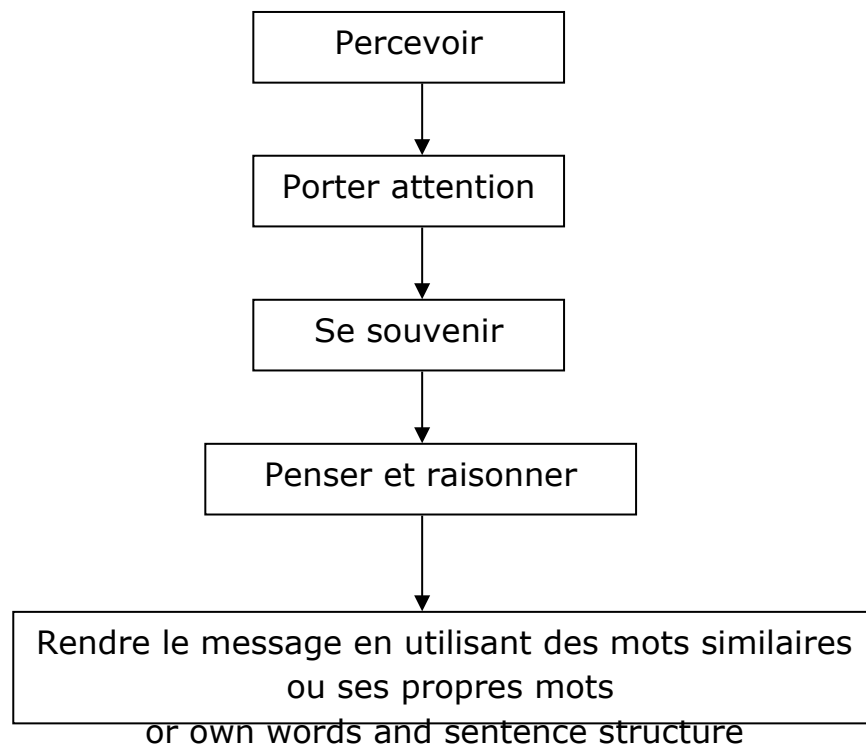 Percevoir
Porter attention
Se souvenir
Penser et raisonner
Rendre le message en utilisant des mots similaires
ou ses propres mots
or own words and sentence structure